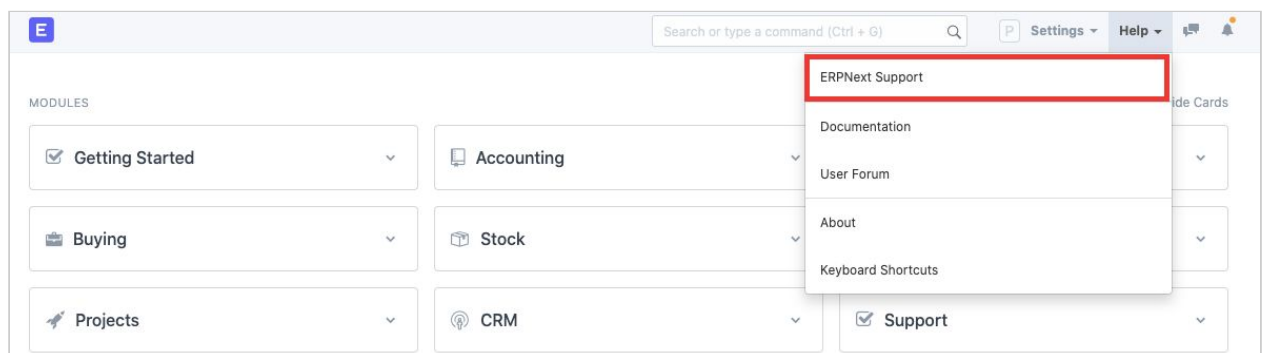 E
Search or type a command (Ctrl + G)
P
Settings
Help
ERPNext Support
MODULES
ide Cards
Documentation
User Forum
About
Keyboard Shortcuts
Getting Started
Accounting
Buying
Stock
Projects
CRM
Support